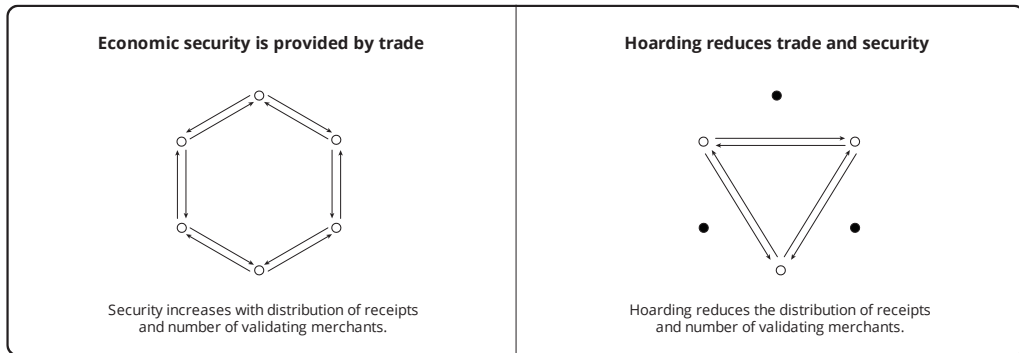 Economic security is provided by trade
Security increases with distribution of receipts
and number of validating merchants.
Hoarding reduces trade and security
Hoarding reduces the distribution of receipts
and number of validating merchants.